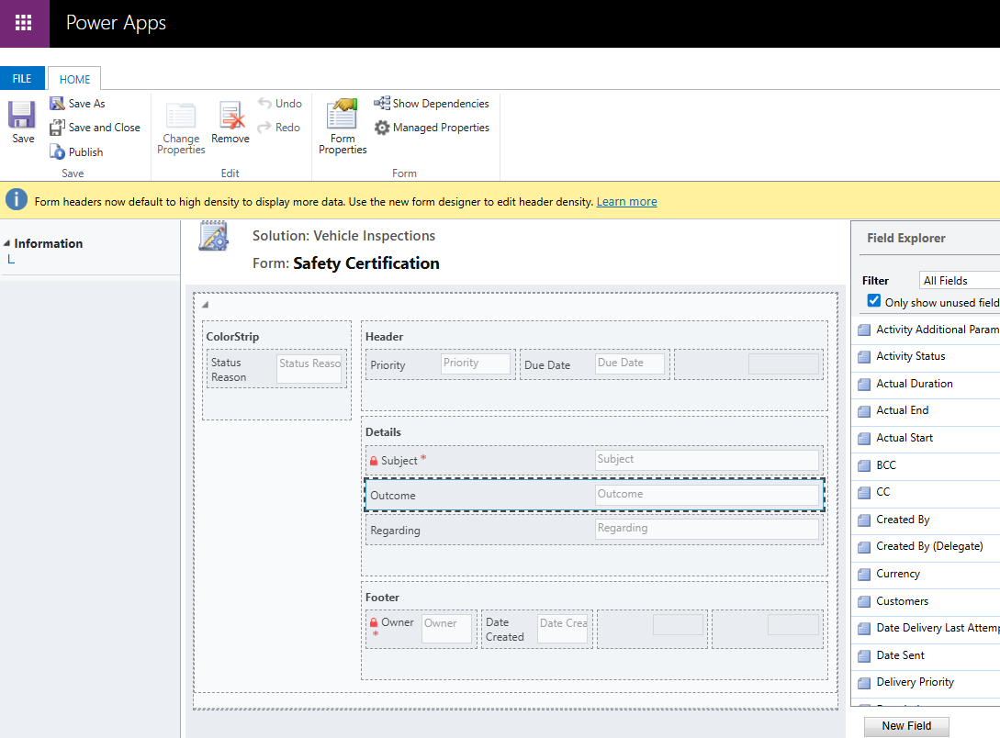 Power Apps
FILE
HOME
Save
Save As
Save and Close
Publish
Save
Change
Properties
Remove
Undo
Redo
Edit
Form
Properties
Show Dependencies
Managed Properties
Form
Form headers now default to high density to display more data. Use the new form designer to edit header density. Learn more
Information
Solution: Vehicle Inspections
Form: Safety Certification
ColorStrip
Status
Reason
Status Reaso
Header
Priority
Priority
Due Date
Due Date
Details
Subject *
Subject
Outcome
Outcome
Regarding
Regarding
Footer
Owner
*
Owner
Date
Created
Date Crea
Field Explorer
Filter
All Fields
Only show unused field
Activity Additional Param
Activity Status
Actual Duration
Actual End
Actual Start
BCC
CC
Created By
Created By (Delegate)
Currency
Customers
Date Delivery Last Attemp
Date Sent
Delivery Priority
New Field